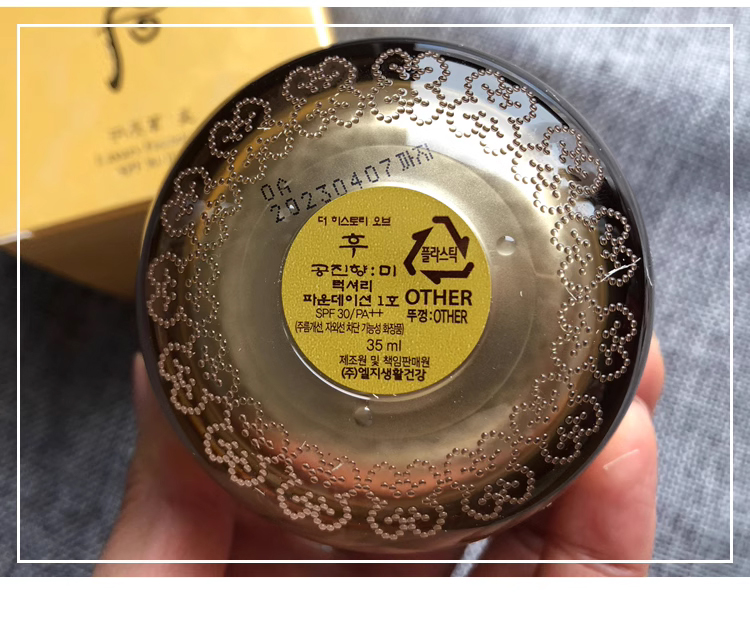 0A
20230407까지
더 히스토리 오브
후
공진향:미
럭셔리
파운데이션 1호
SPF 30/PA++
(주름개선, 자외선 차단 기능성 화장품)
35 ml
제조원 및 책임판매원
(주)엘지생활건강
플라스틱
OTHER
뚜껑:OTHER